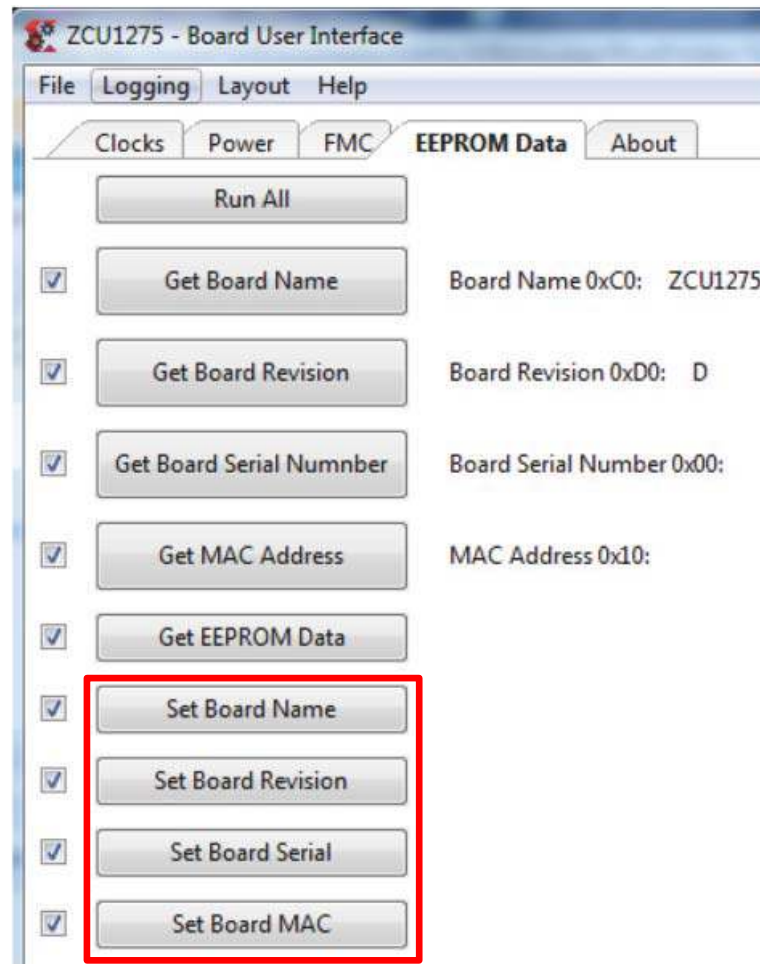 ZCU1275 - Board User Interface
File Logging Layout Help
Clocks Power FMC EEPROM Data About
Run All
Get Board Name Board Name 0xC0: ZCU1275
Get Board Revision Board Revision 0xD0: D
Get Board Serial Numnber Board Serial Number 0x00:
Get MAC Address MAC Address 0x10:
Get EEPROM Data
Set Board Name
Set Board Revision
Set Board Serial
Set Board MAC